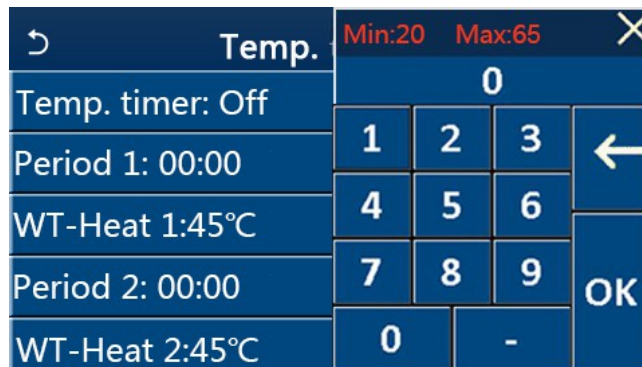 Temp.
Temp. timer: Off
Period 1: 00:00
WT-Heat 1:45℃
Period 2: 00:00
WT-Heat 2:45℃
Min:20 Max:65
0
1 2 3
4 5 6
7 8 9
0 -
OK